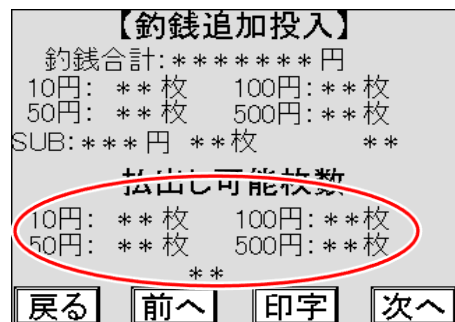 【釣銭追加投入】
釣銭合計:*******円
10円: **枚 100円:**枚
50円: **枚 500円:**枚
SUB:***円 **枚 **
払出し可能枚数
10円: **枚 100円:**枚
50円: **枚 500円:**枚
**
戻る 前へ 印字 次へ